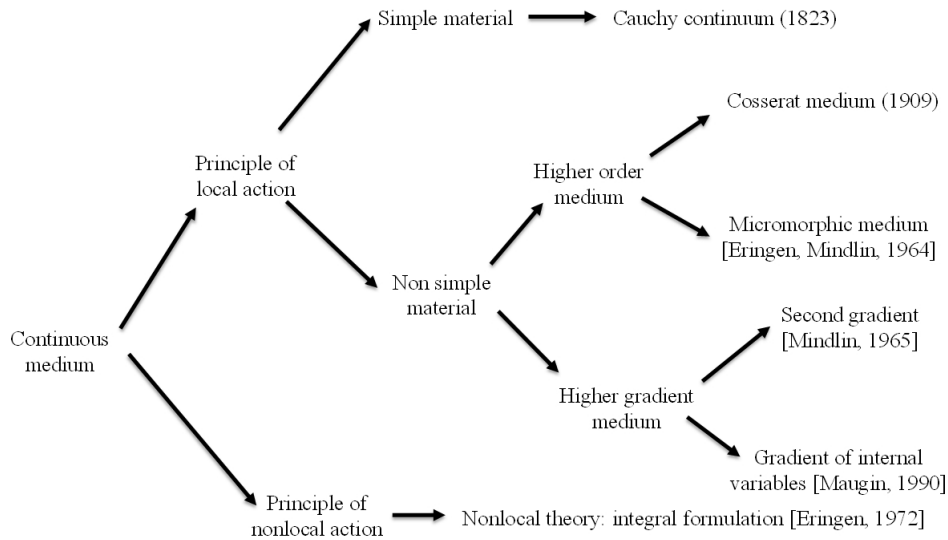 Simple material
Cauchy continuum (1823)
Cosserat medium (1909)
Principle of
local action
Higher order
medium
Micromorphic medium
[Eringen, Mindlin, 1964]
Non simple
material
Second gradient
[Mindlin, 1965]
Continuous
medium
Higher gradient
medium
Gradient of internal
variables [Maugin, 1990]
Principle of
nonlocal action
Nonlocal theory: integral formulation [Eringen, 1972]